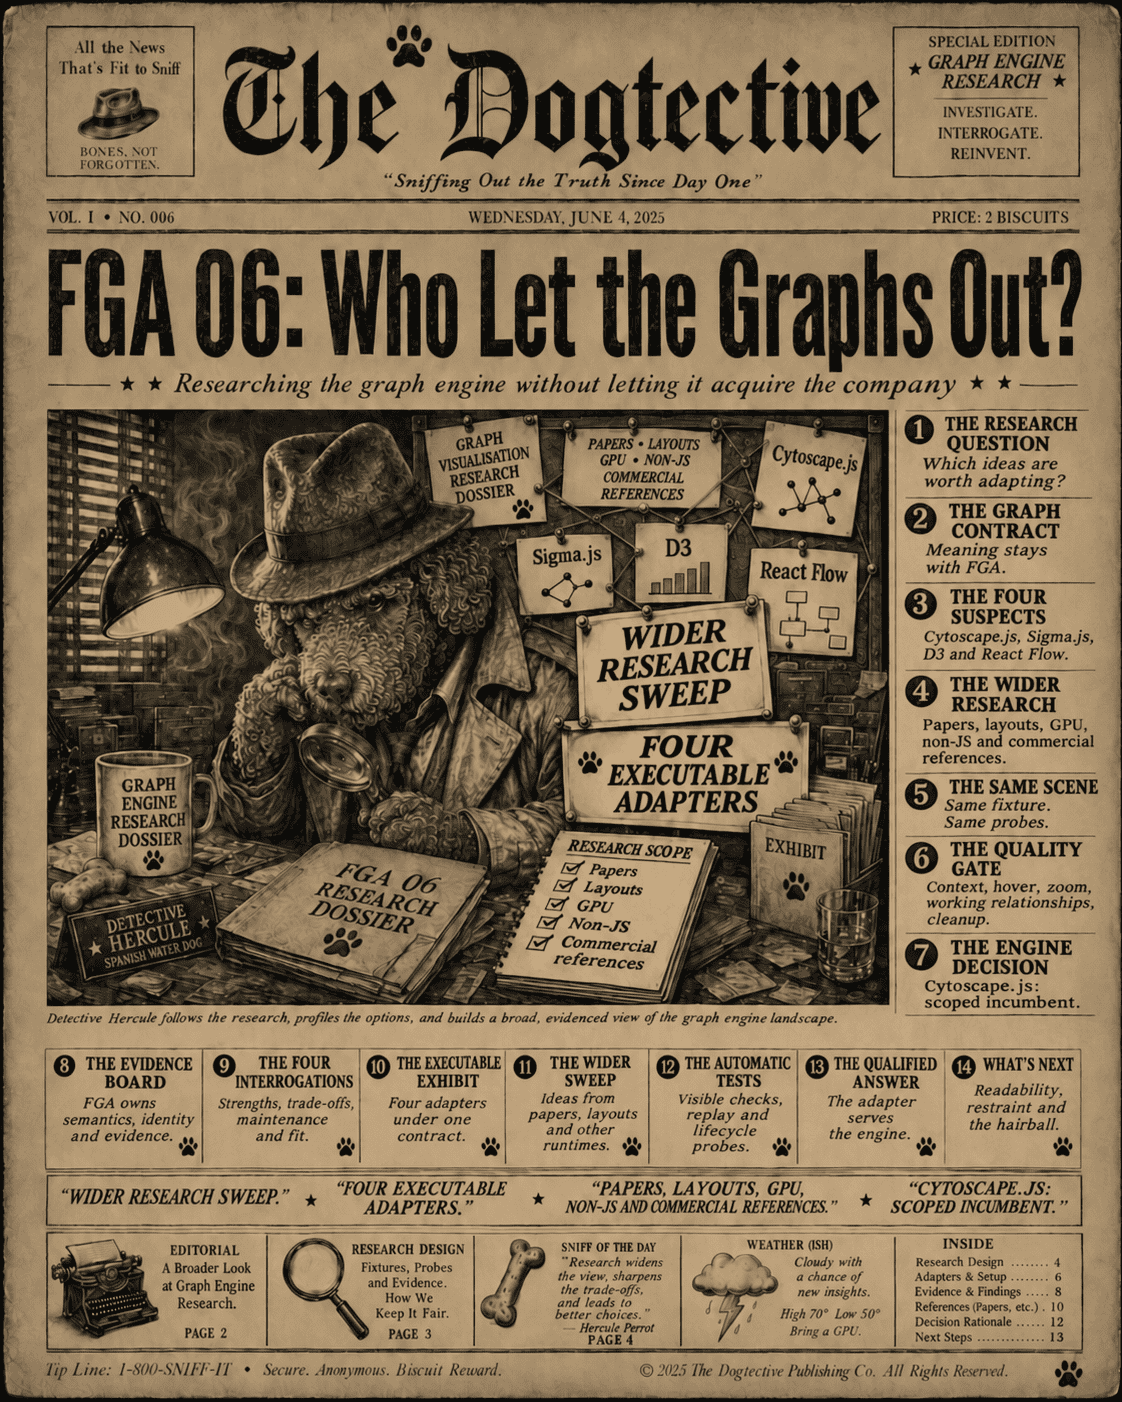 All the News
That's Fit to Sniff
BONES, NOT
FORGOTTEN.
The Dogtective
"Sniffing Out the Truth Since Day One"
SPECIAL EDITION
GRAPH ENGINE
RESEARCH
INVESTIGATE.
INTERROGATE.
REINVENT.
VOL. I • NO. 006
WEDNESDAY, JUNE 4, 2025
PRICE: 2 BISCUITS
FGA 06: Who Let the Graphs Out?
Researching the graph engine without letting it acquire the company
GRAPH
VISUALISATION
RESEARCH
DOSSIER
PAPERS • LAYOUTS
GPU • NON-JS
COMMERCIAL
REFERENCES
Cytoscape.js
Sigma.js
D3
React Flow
WIDER
RESEARCH
SWEEP
FOUR
EXECUTABLE
ADAPTERS
GRAPH
ENGINE
RESEARCH
DOSSIER
DETECTIVE
HERCULE
SPANISH WATER DOG
FGA 06
RESEARCH
DOSSIER
RESEARCH SCOPE
Papers
Layouts
GPU
Non-JS
Commercial
references
EXHIBIT
Detective Hercule follows the research, profiles the options, and builds a broad, evidenced view of the graph engine landscape.
1 THE RESEARCH
QUESTION
Which ideas are
worth adapting?
2 THE GRAPH
CONTRACT
Meaning stays
with FGA.
3 THE FOUR
SUSPECTS
Cytoscape.js, Sigma.js,
D3 and React Flow.
4 THE WIDER
RESEARCH
Papers, layouts, GPU,
non-JS and commercial
references.
5 THE SAME SCENE
Same fixture.
Same probes.
6 THE QUALITY
GATE
Context, hover, zoom,
working relationships,
cleanup.
7 THE ENGINE
DECISION
Cytoscape.js:
scoped incumbent.
8 THE EVIDENCE
BOARD
FGA owns
semantics, identity
and evidence.
9 THE FOUR
INTERROGATIONS
Strengths, trade-offs,
maintenance
and fit.
10 THE EXECUTABLE
EXHIBIT
Four adapters
under one
contract.
11 THE WIDER
SWEEP
Ideas from
papers, layouts
and other
runtimes.
12 THE AUTOMATIC
TESTS
Visible checks,
replay and
lifecycle
probes.
13 THE QUALIFIED
ANSWER
The adapter
serves
the engine.
14 WHAT'S NEXT
Readability,
restraint and
the hairball.
"WIDER RESEARCH SWEEP."
"FOUR EXECUTABLE
ADAPTERS."
"PAPERS, LAYOUTS, GPU,
NON-JS AND COMMERCIAL REFERENCES."
"CYTOSCAPE.JS:
SCOPED INCUMBENT."
EDITORIAL
A Broader Look
at Graph Engine
Research.
PAGE 2
RESEARCH DESIGN
Fixtures, Probes
and Evidence.
How We
Keep It Fair.
PAGE 3
SNIFF OF THE DAY
"Research widens
the view, sharpens
the trade-offs,
and leads to
better choices."
— Hercule Perrot
PAGE 4
WEATHER (ISH)
Cloudy with
a chance of
new insights.
High 70° Low 50°
Bring a GPU.
INSIDE
Research Design ........ 4
Adapters & Setup ........ 6
Evidence & Findings ..... 8
References (Papers, etc.) . 10
Decision Rationale ...... 12
Next Steps ............. 13
Tip Line: 1-800-SNIFF-IT • Secure. Anonymous. Biscuit Reward.
© 2025 The Dogtective Publishing Co. All Rights Reserved.